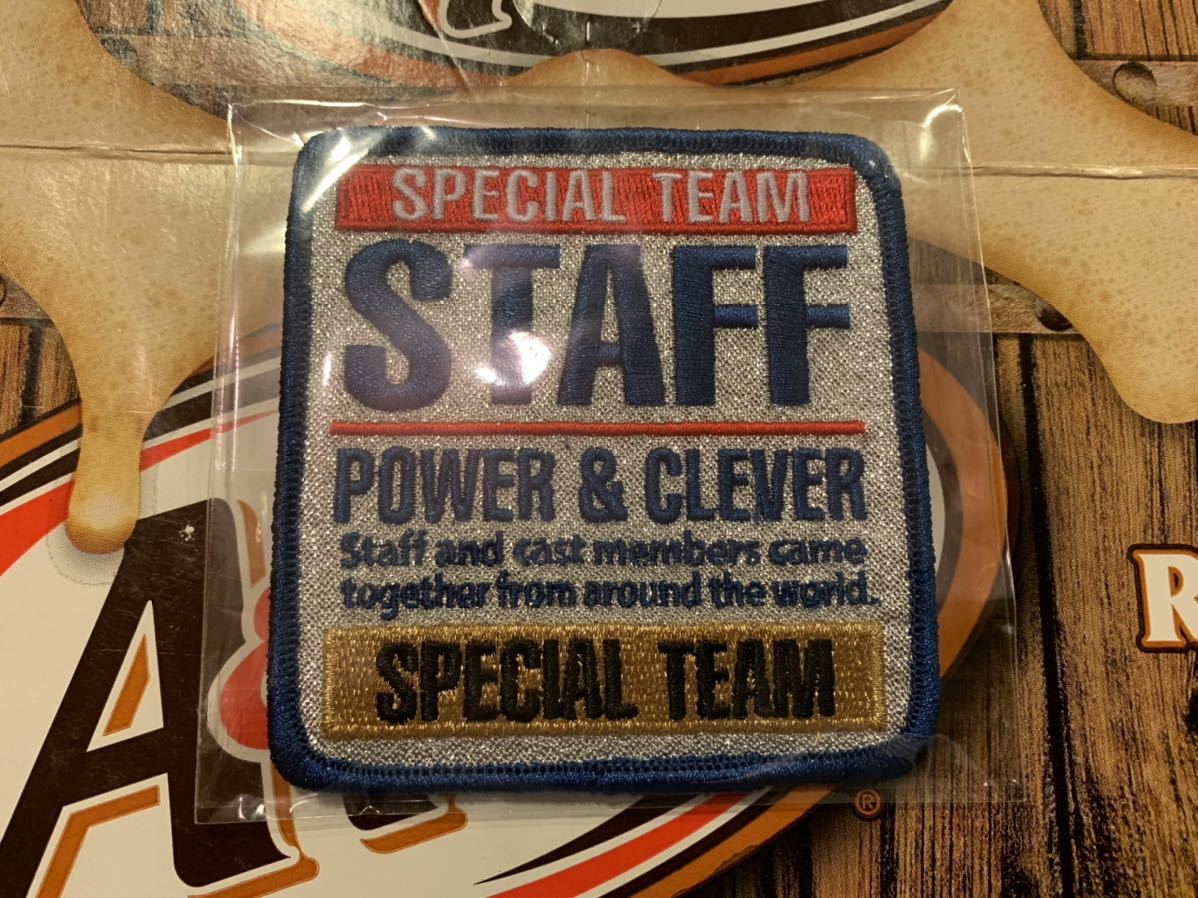 SPECIAL TEAM
STAFF
POWER & CLEVER
Staff and cast members came
together from around the world.
SPECIAL TEAM
A
®
R